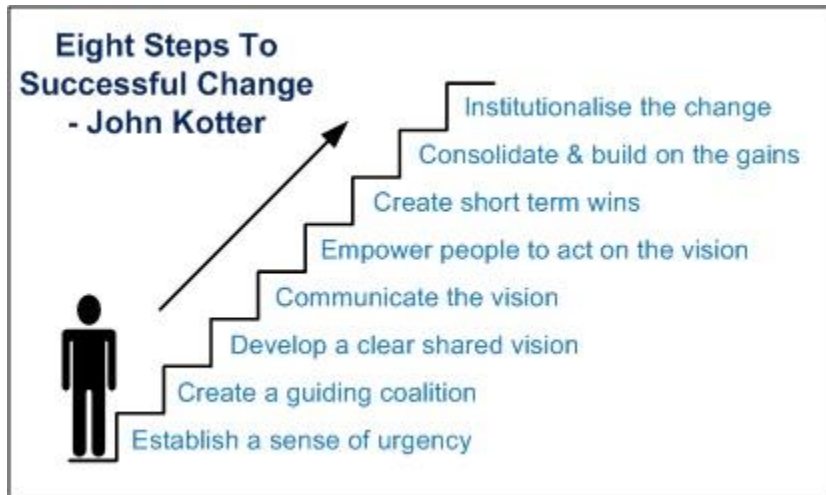 Eight Steps To
Successful Change
- John Kotter
Institutionalise the change
Consolidate & build on the gains
Create short term wins
Empower people to act on the vision
Communicate the vision
Develop a clear shared vision
Create a guiding coalition
Establish a sense of urgency